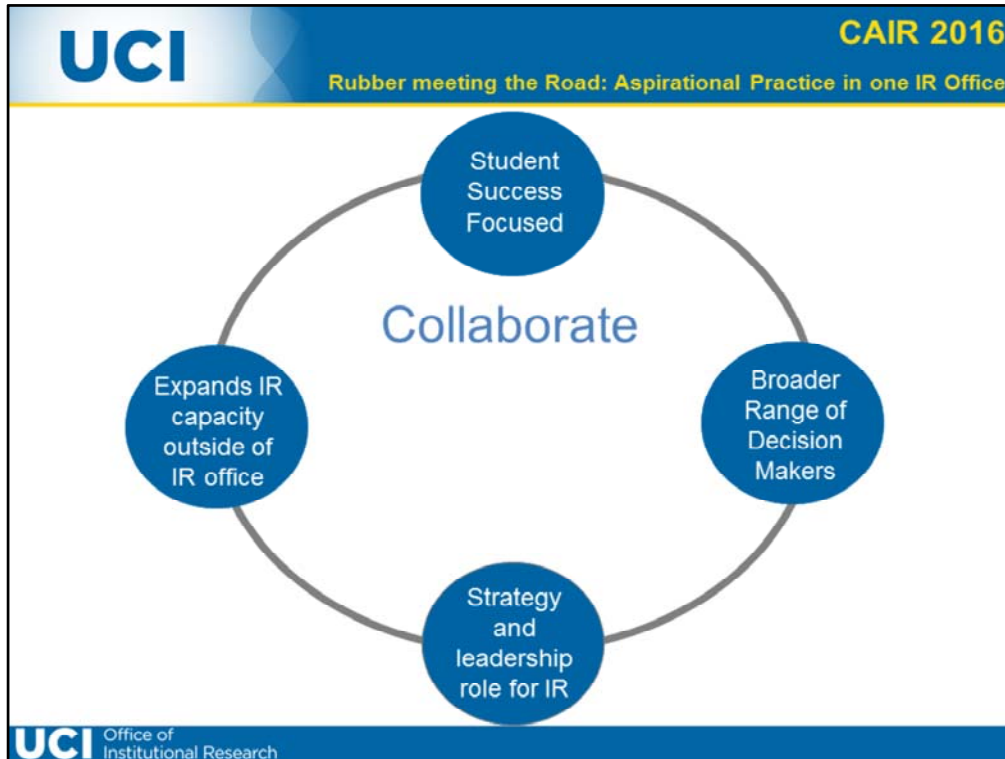 UCI
CAIR 2016
Rubber meeting the Road: Aspirational Practice in one IR Office
Student
Success
Focused
Collaborate
Expands IR
capacity
outside of
IR office
Broader
Range of
Decision
Makers
Strategy
and
leadership
role for IR
UCI
Office of
Institutional Research